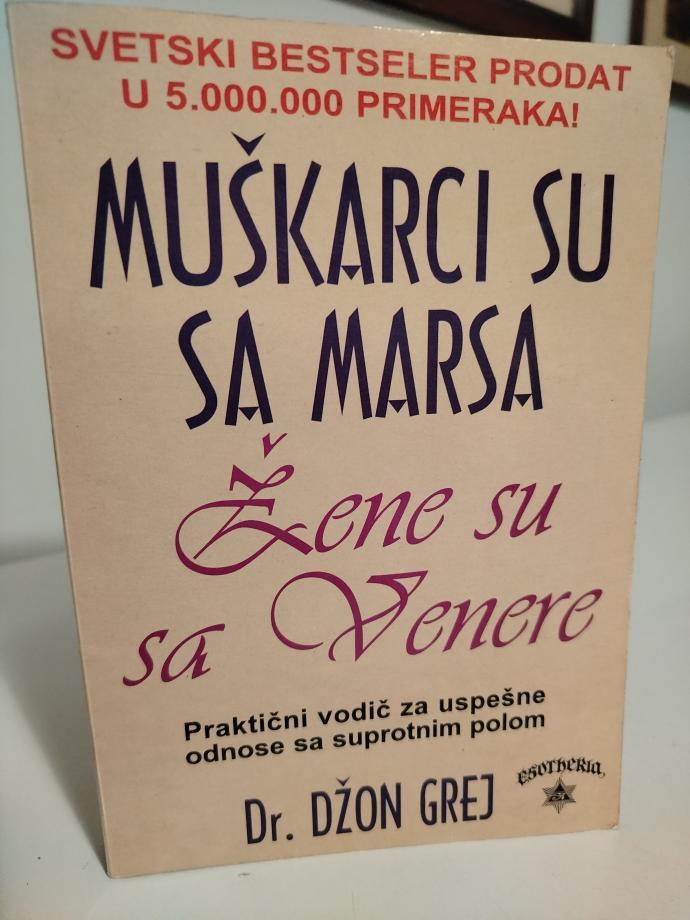 SVETSKI BESTSELER PRODAT
U 5.000.000 PRIMERAKA!
MUŠKARCI SU
SA MARSA
Žene su
sa Venere
Praktični vodič za uspešne
odnose sa suprotnim polom
Dr. DŽON GREJ
esotheria